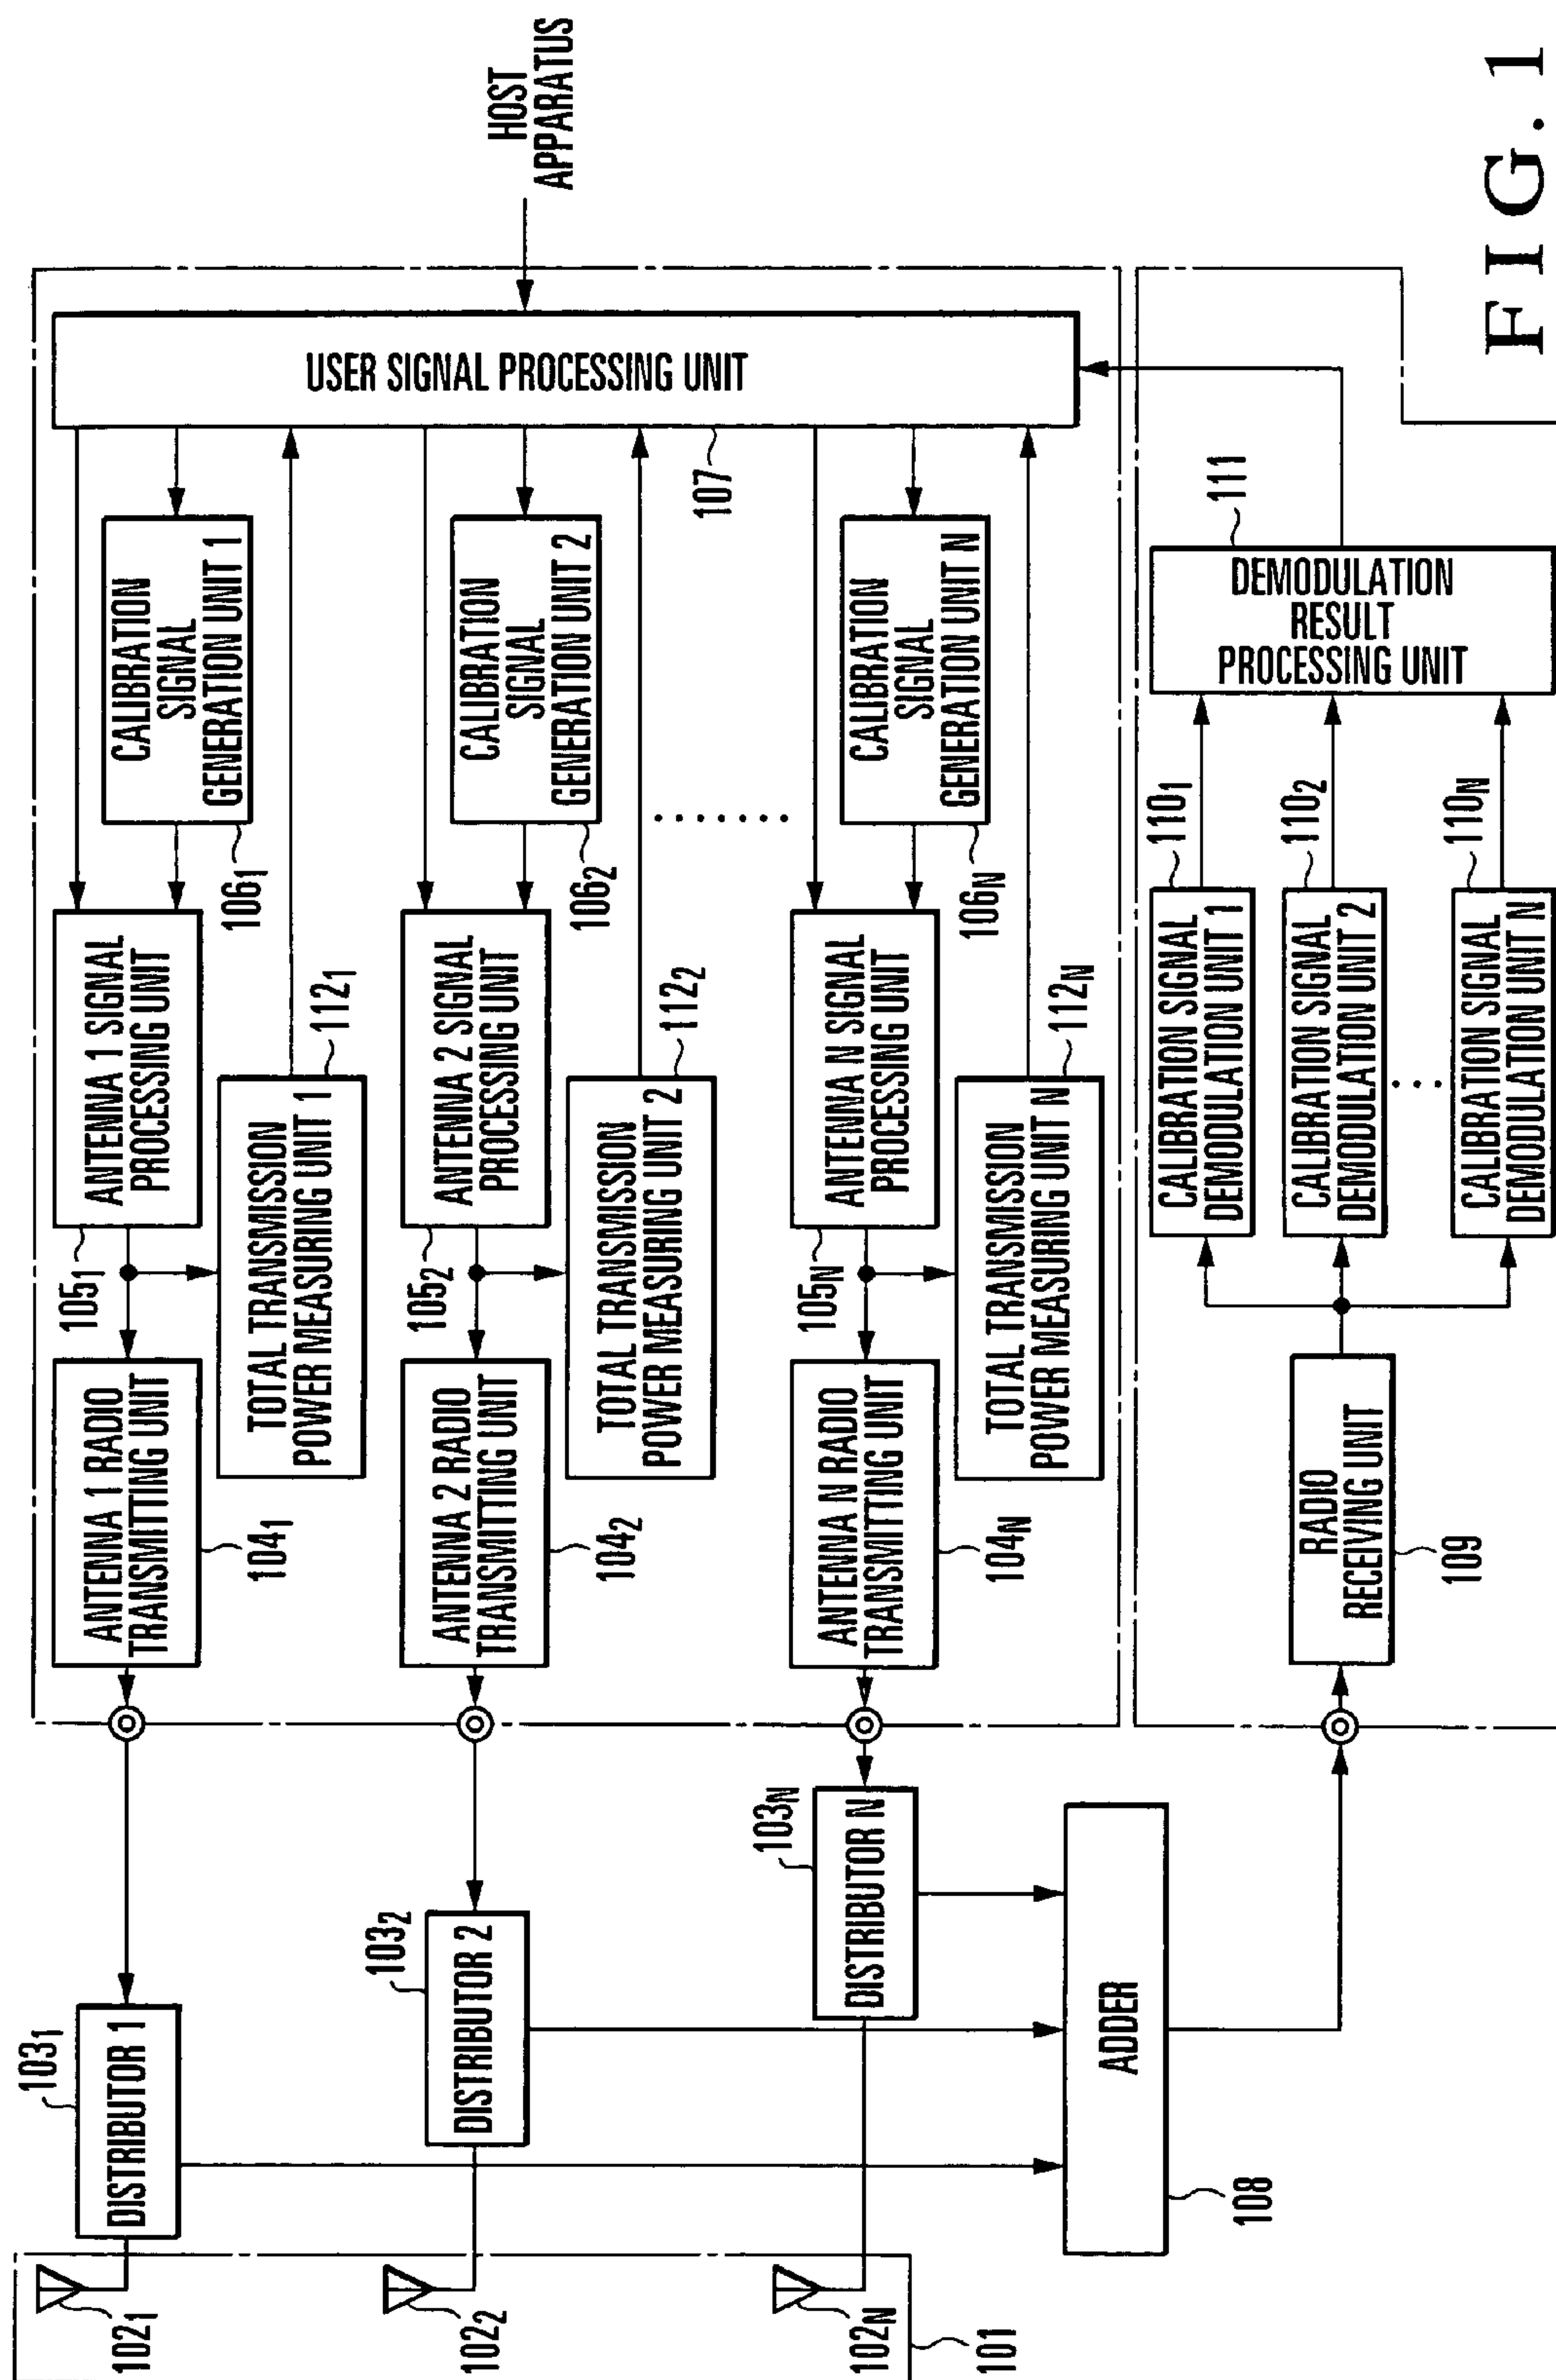 HOST
APPARATUS
USER SIGNAL PROCESSING UNIT
107
CALIBRATION
SIGNAL
GENERATION UNIT 1
106₁
ANTENNA 1 SIGNAL
PROCESSING UNIT
105₁
TOTAL TRANSMISSION
POWER MEASURING UNIT 1
112₁
ANTENNA 1 RADIO
TRANSMITTING UNIT
104₁
DISTRIBUTOR 1
103₁
102₁
CALIBRATION
SIGNAL
GENERATION UNIT 2
106₂
ANTENNA 2 SIGNAL
PROCESSING UNIT
105₂
TOTAL TRANSMISSION
POWER MEASURING UNIT 2
112₂
ANTENNA 2 RADIO
TRANSMITTING UNIT
104₂
DISTRIBUTOR 2
103₂
102₂
CALIBRATION
SIGNAL
GENERATION UNIT N
106N
ANTENNA N SIGNAL
PROCESSING UNIT
105N
TOTAL TRANSMISSION
POWER MEASURING UNIT N
112N
ANTENNA N RADIO
TRANSMITTING UNIT
104N
DISTRIBUTOR N
103N
102N
101
ADDER
108
RADIO
RECEIVING UNIT
109
CALIBRATION SIGNAL
DEMODULATION UNIT 1
110₁
CALIBRATION SIGNAL
DEMODULATION UNIT 2
110₂
CALIBRATION SIGNAL
DEMODULATION UNIT N
110N
DEMODULATION
RESULT
PROCESSING UNIT
111
FIG. 1